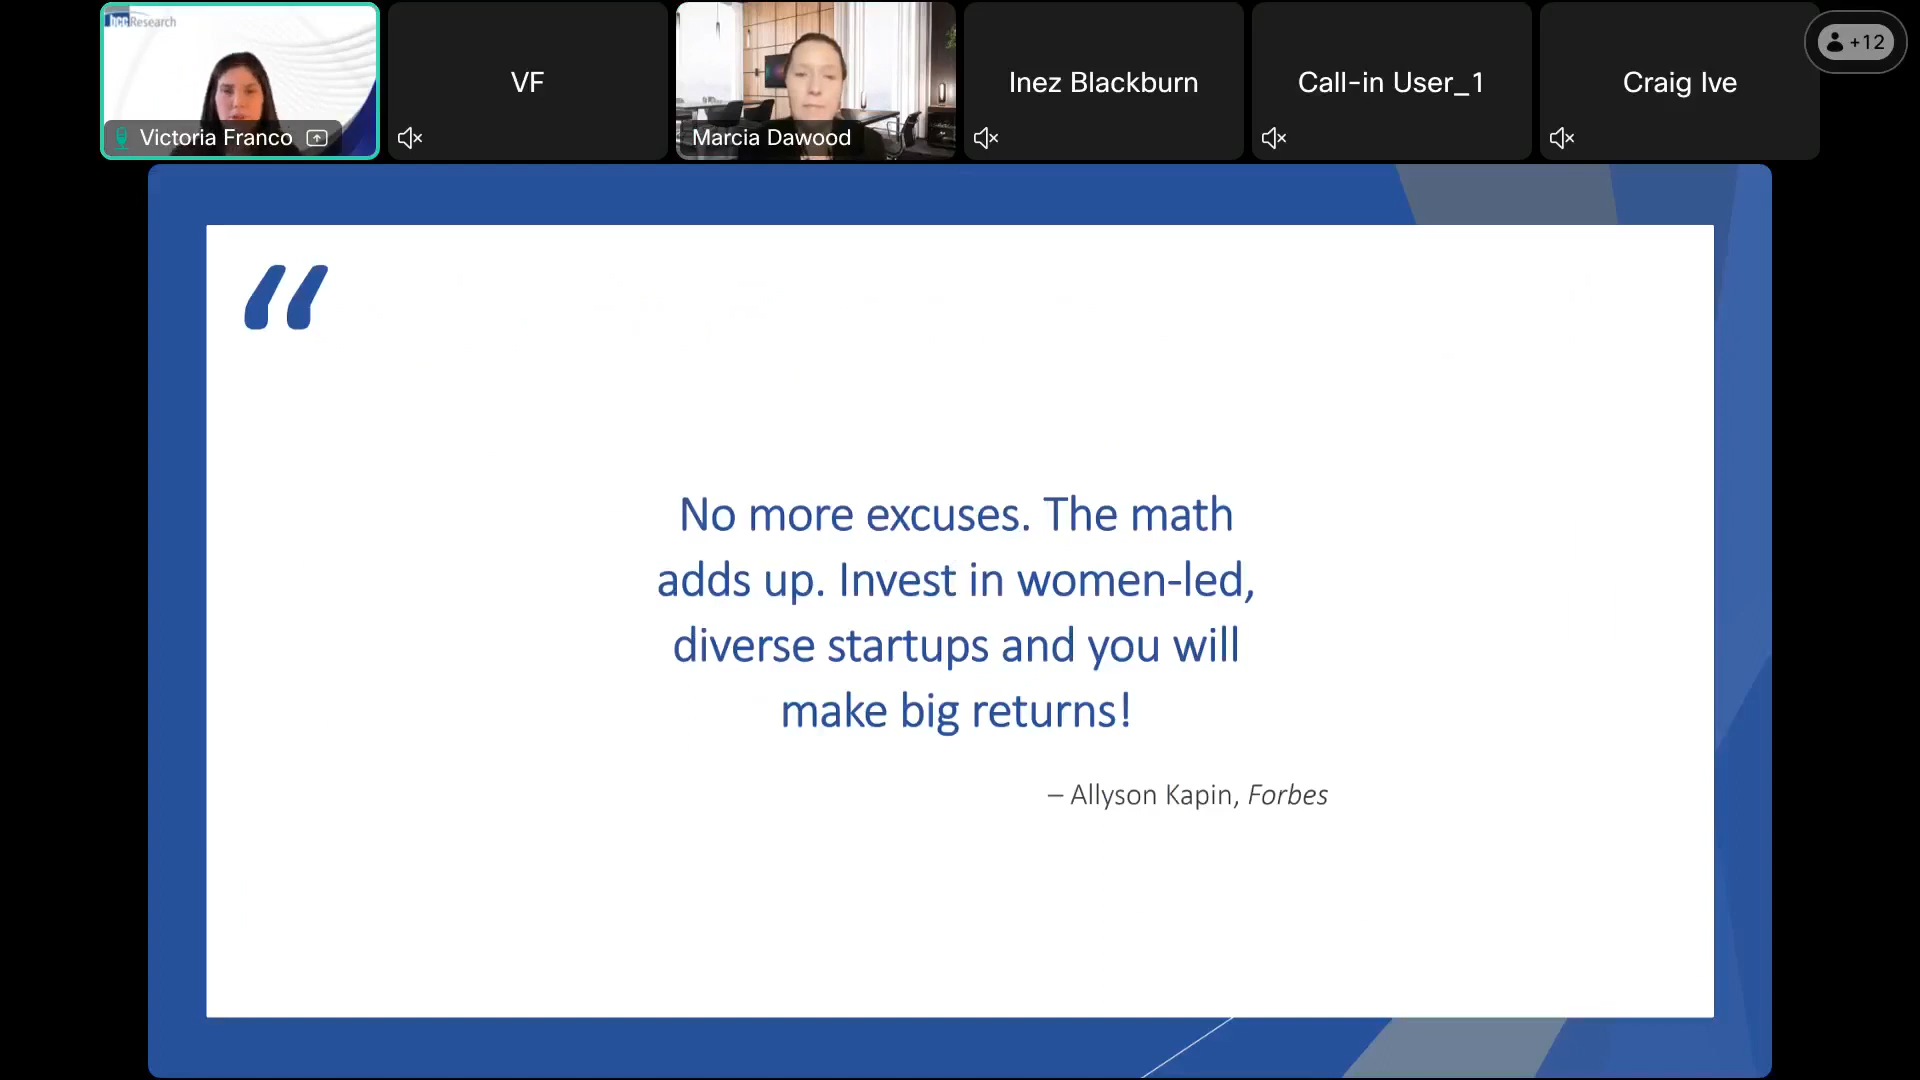 bccResearch
Victoria Franco
VF
Marcia Dawood
Inez Blackburn
Call-in User_1
Craig Ive
+12
“
No more excuses. The math
adds up. Invest in women-led,
diverse startups and you will
make big returns!
– Allyson Kapin, Forbes